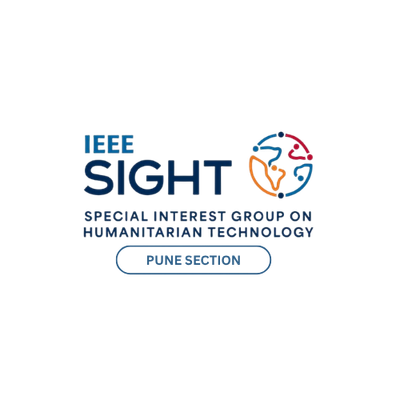 IEEE
SIGHT
SPECIAL INTEREST GROUP ON
HUMANITARIAN TECHNOLOGY
PUNE SECTION